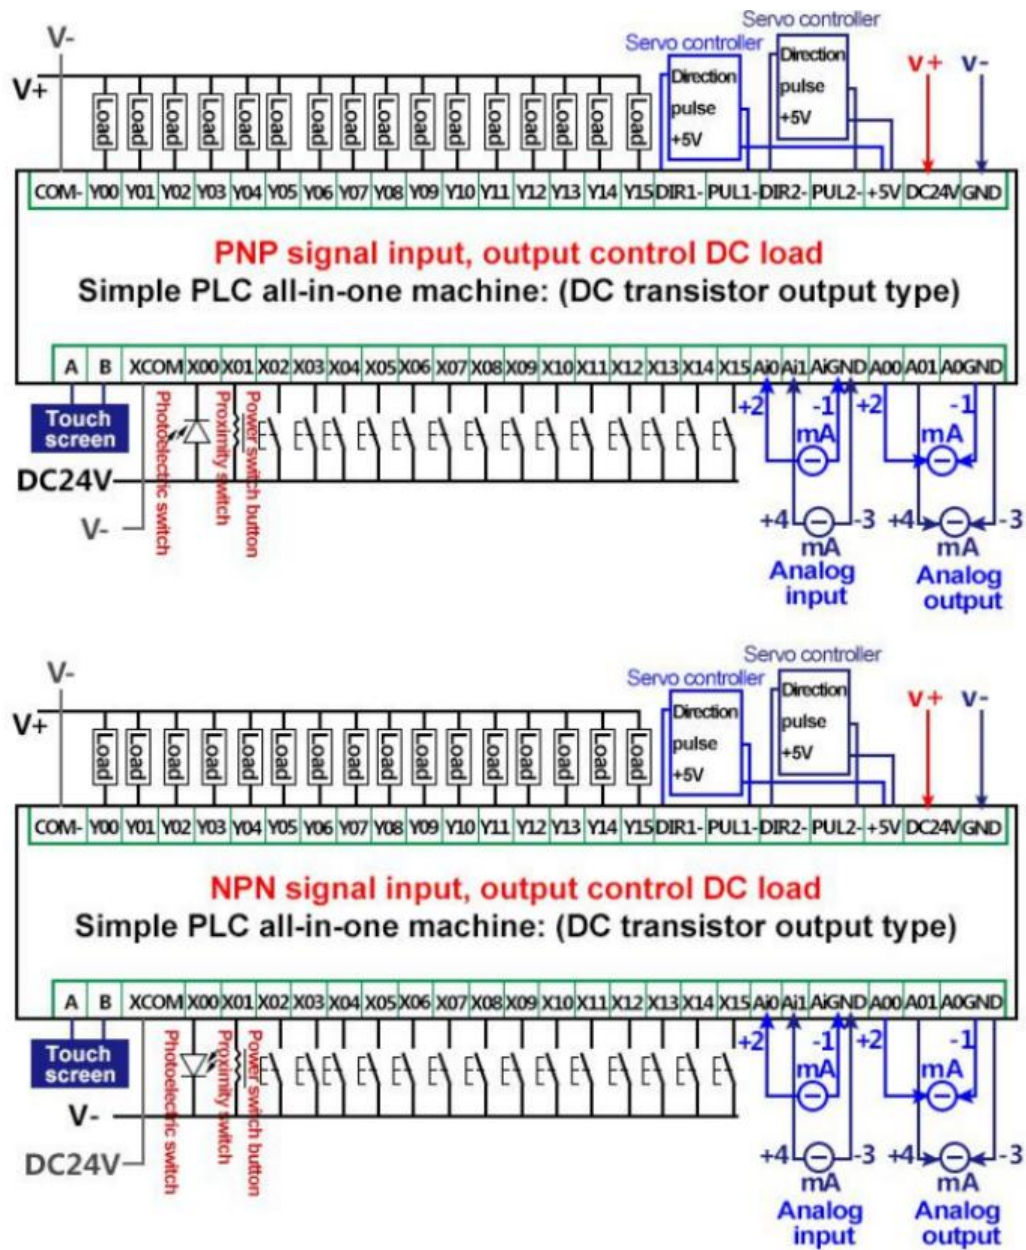 Servo controller
V-
Servo controller
Direction
V+ V-
Direction
pulse
V+
Load Load Load Load Load Load Load Load Load Load Load Load Load Load Load Load
pulse
+5V
+5V
COM- Y00 Y01 Y02 Y03 Y04 Y05 Y06 Y07 Y08 Y09 Y10 Y11 Y12 Y13 Y14 Y15 DIR1- PUL1- DIR2- PUL2- +5V DC24V GND
PNP signal input, output control DC load
Simple PLC all-in-one machine: (DC transistor output type)
A B XCOM X00 X01 X02 X03 X04 X05 X06 X07 X08 X09 X10 X11 X12 X13 X14 X15 Ai0 Ai1 AiGND A00 A01 A0GND
Touch
screen
Photoelectric switch
Proximity switch
Power switch button
+2 -1 +2 -1
mA mA
DC24V
V-
+4 -3 +4 -3
mA mA
Analog
input
Analog
output
Servo controller
V-
Servo controller
Direction
V+ V-
Direction
pulse
V+
Load Load Load Load Load Load Load Load Load Load Load Load Load Load Load Load
pulse
+5V
+5V
COM- Y00 Y01 Y02 Y03 Y04 Y05 Y06 Y07 Y08 Y09 Y10 Y11 Y12 Y13 Y14 Y15 DIR1- PUL1- DIR2- PUL2- +5V DC24V GND
NPN signal input, output control DC load
Simple PLC all-in-one machine: (DC transistor output type)
A B XCOM X00 X01 X02 X03 X04 X05 X06 X07 X08 X09 X10 X11 X12 X13 X14 X15 Ai0 Ai1 AiGND A00 A01 A0GND
Touch
screen
Photoelectric switch
Proximity switch
Power switch button
+2 -1 +2 -1
mA mA
V-
DC24V
+4 -3 +4 -3
mA mA
Analog
input
Analog
output